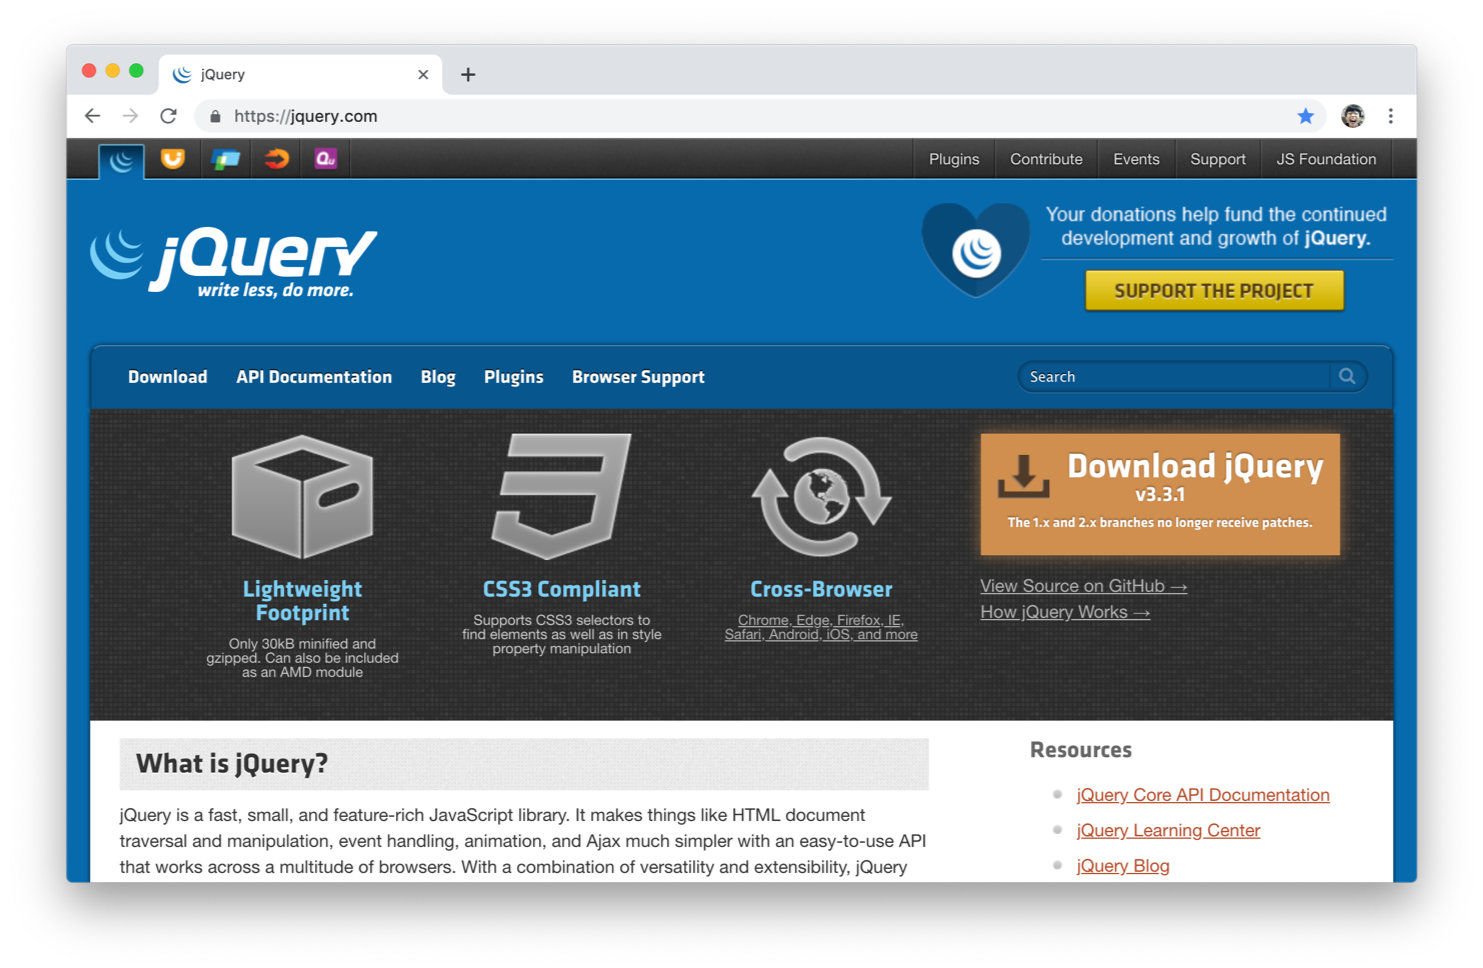 jQuery
https://jquery.com
Qu
Plugins
Contribute
Events
Support
JS Foundation
jQuery
write less, do more.
Your donations help fund the continued
development and growth of jQuery.
SUPPORT THE PROJECT
Download
API Documentation
Blog
Plugins
Browser Support
Search
Lightweight
Footprint
Only 30kB minified and
gzipped. Can also be included
as an AMD module
CSS3 Compliant
Supports CSS3 selectors to
find elements as well as in style
property manipulation
Cross-Browser
Chrome, Edge, Firefox, IE,
Safari, Android, iOS, and more
Download jQuery
v3.3.1
The 1.x and 2.x branches no longer receive patches.
View Source on GitHub →
How jQuery Works →
What is jQuery?
jQuery is a fast, small, and feature-rich JavaScript library. It makes things like HTML document
traversal and manipulation, event handling, animation, and Ajax much simpler with an easy-to-use API
that works across a multitude of browsers. With a combination of versatility and extensibility, jQuery
Resources
jQuery Core API Documentation
jQuery Learning Center
jQuery Blog